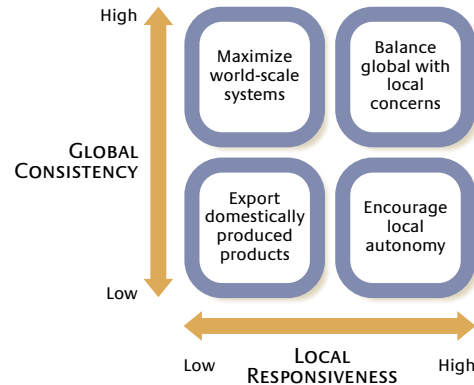 High
Maximize
world-scale
systems
Balance
global with
local
concerns
GLOBAL
CONSISTENCY
Export
domestically
produced
products
Encourage
local
autonomy
Low
Low
LOCAL
RESPONSIVENESS
High